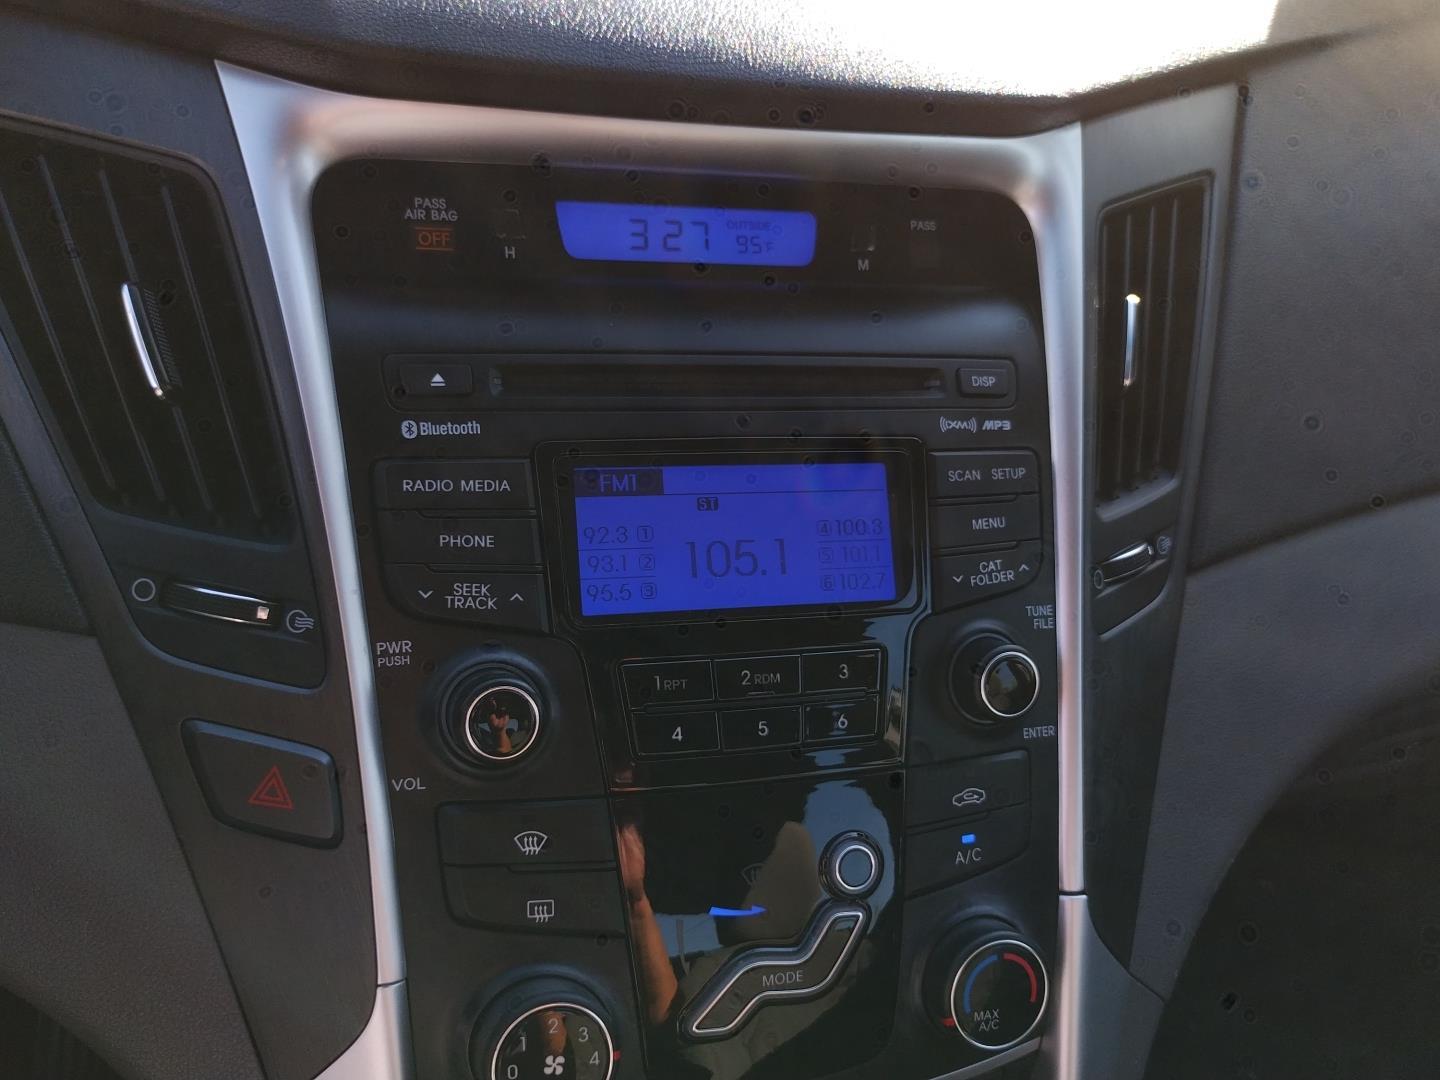 PASS
AIR BAG
OFF
H
3 27
OUTSIDE
95°F
M
PASS
DISP
Bluetooth
((XM)) MP3
RADIO MEDIA
PHONE
SEEK
TRACK
FM1
ST
92.3 1
93.1 2
95.5 3
105.1
4 100.3
5 101.1
6 102.7
SCAN SETUP
MENU
CAT
FOLDER
TUNE
FILE
PWR
PUSH
VOL
1 RPT
2 RDM
3
4
5
6
ENTER
A/C
MODE
MAX
A/C
0
1
2
3
4